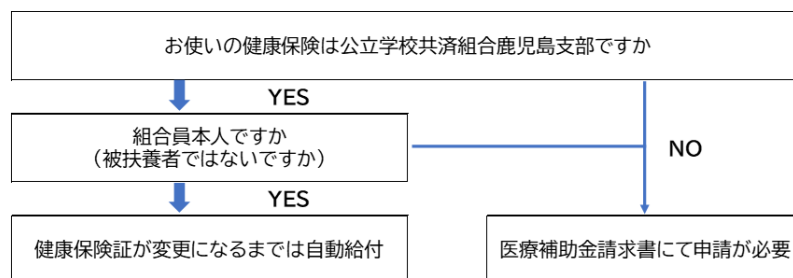 お使いの健康保険は公立学校共済組合鹿児島支部ですか
YES
組合員本人ですか
（被扶養者ではないですか）
NO
YES
健康保険証が変更になるまでは自動給付
医療補助金請求書にて申請が必要